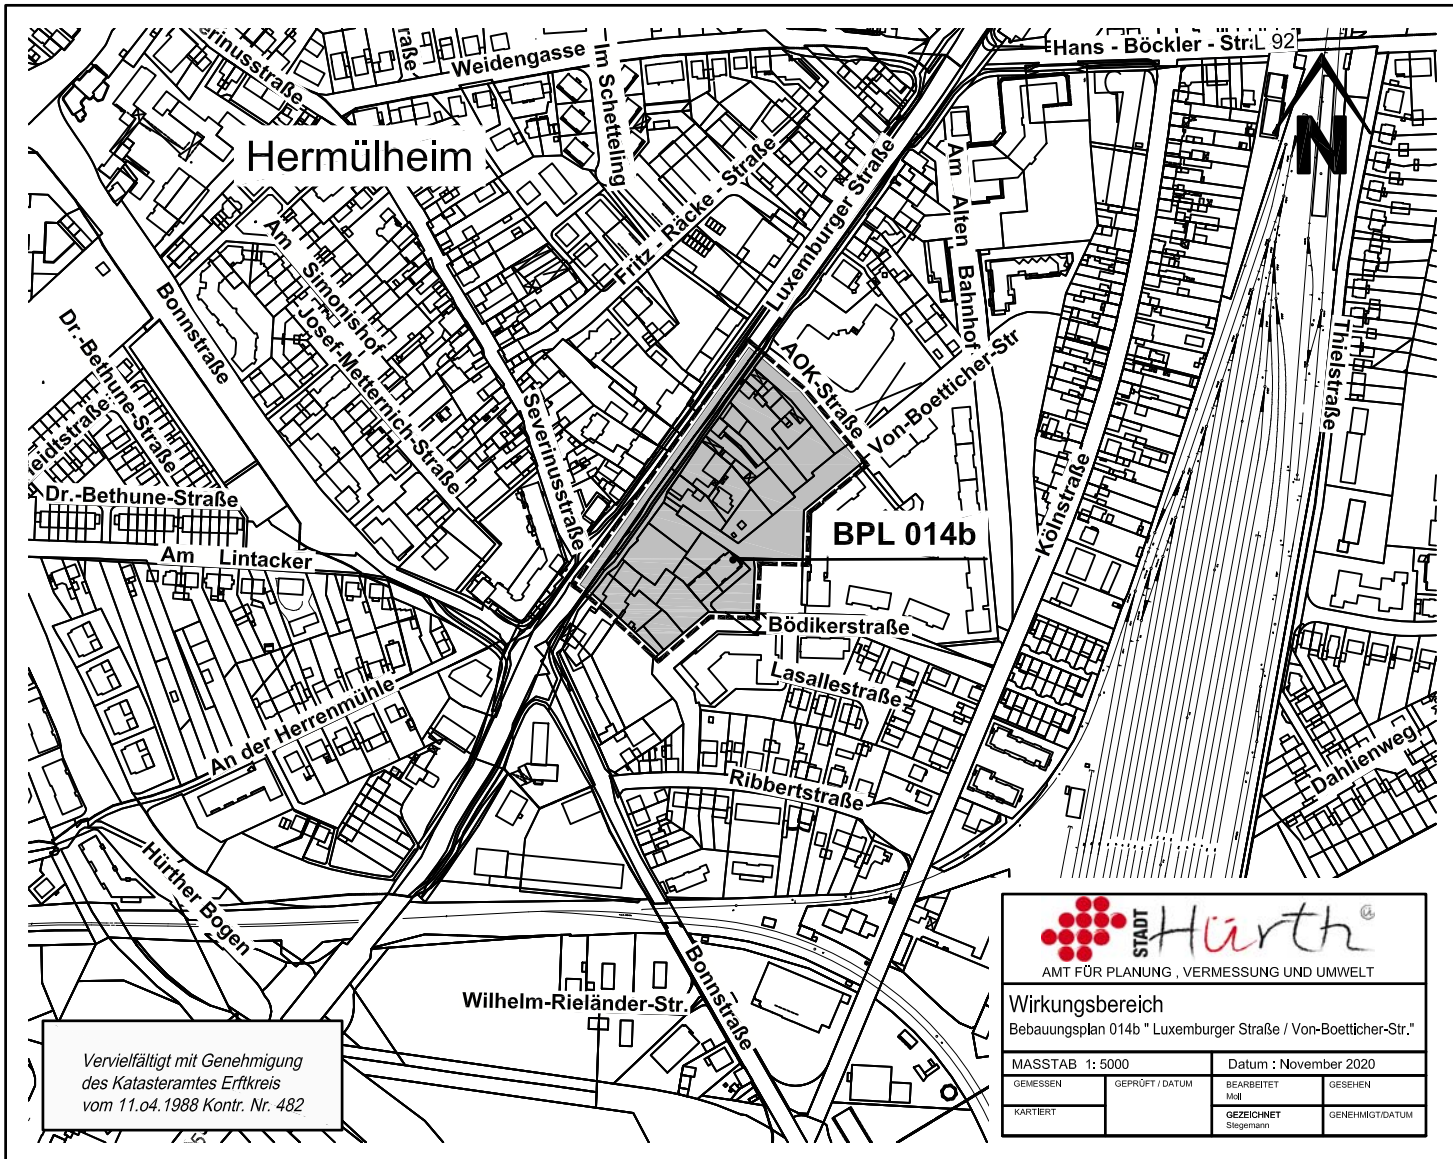 erinusstraße
raße
Weidengasse
Im Schetteling
Hans - Böckler - Str.
L 92
N
Hermülheim
Fritz - Räcke - Straße
Luxemburger Straße
Am Alten Bahnhof
Am Simonishof
Josef-Metternich-Straße
Bonnstraße
Dr.-Bethune-Straße
eidtstraße
Dr.-Bethune-Straße
Am Lintacker
Severinusstraße
AOK-Straße
Von-Boetticher-Str
Thielstraße
Kölnstraße
BPL 014b
Bödikerstraße
Lasallestraße
An der Herrenmühle
Ribbertstraße
Dahlienweg
Hürther Bogen
Bonnstraße
Wilhelm-Rieländer-Str.
Vervielfältigt mit Genehmigung
des Katasteramtes Erftkreis
vom 11.o4.1988 Kontr. Nr. 482
STADT Hürth
AMT FÜR PLANUNG , VERMESSUNG UND UMWELT
Wirkungsbereich
Bebauungsplan 014b " Luxemburger Straße / Von-Boetticher-Str."
MASSTAB 1: 5000
Datum : November 2020
GEMESSEN
GEPRÜFT / DATUM
BEARBEITET
Moll
GESEHEN
KARTIERT
GEZEICHNET
Stegemann
GENEHMIGT/DATUM